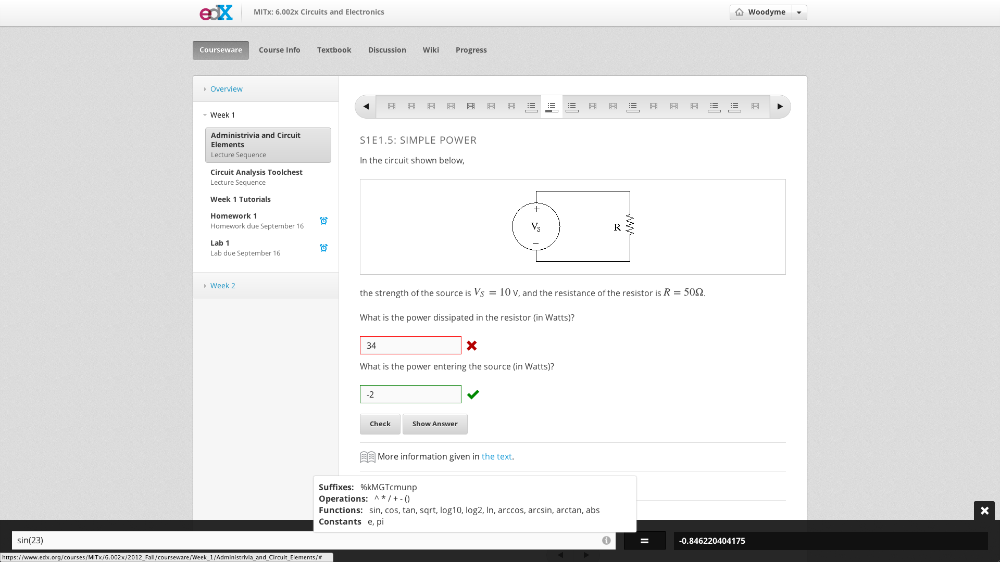 edX
MITx: 6.002x Circuits and Electronics
Woodyme
Courseware
Course Info
Textbook
Discussion
Wiki
Progress
Overview
Week 1
Administrivia and Circuit
Elements
Lecture Sequence
Circuit Analysis Toolchest
Lecture Sequence
Week 1 Tutorials
Homework 1
Homework due September 16
Lab 1
Lab due September 16
Week 2
S1E1.5: SIMPLE POWER
In the circuit shown below,
+
VS
R
−
the strength of the source is VS = 10 V, and the resistance of the resistor is R = 50Ω.
What is the power dissipated in the resistor (in Watts)?
34
What is the power entering the source (in Watts)?
-2
Check
Show Answer
More information given in the text.
Suffixes: %kMGTcmunp
Operations: ^ * / + - ()
Functions: sin, cos, tan, sqrt, log10, log2, ln, arccos, arcsin, arctan, abs
Constants e, pi
sin(23)
=
-0.846220404175
https://www.edx.org/courses/MITx/6.002x/2012_Fall/courseware/Week_1/Administrivia_and_Circuit_Elements/#